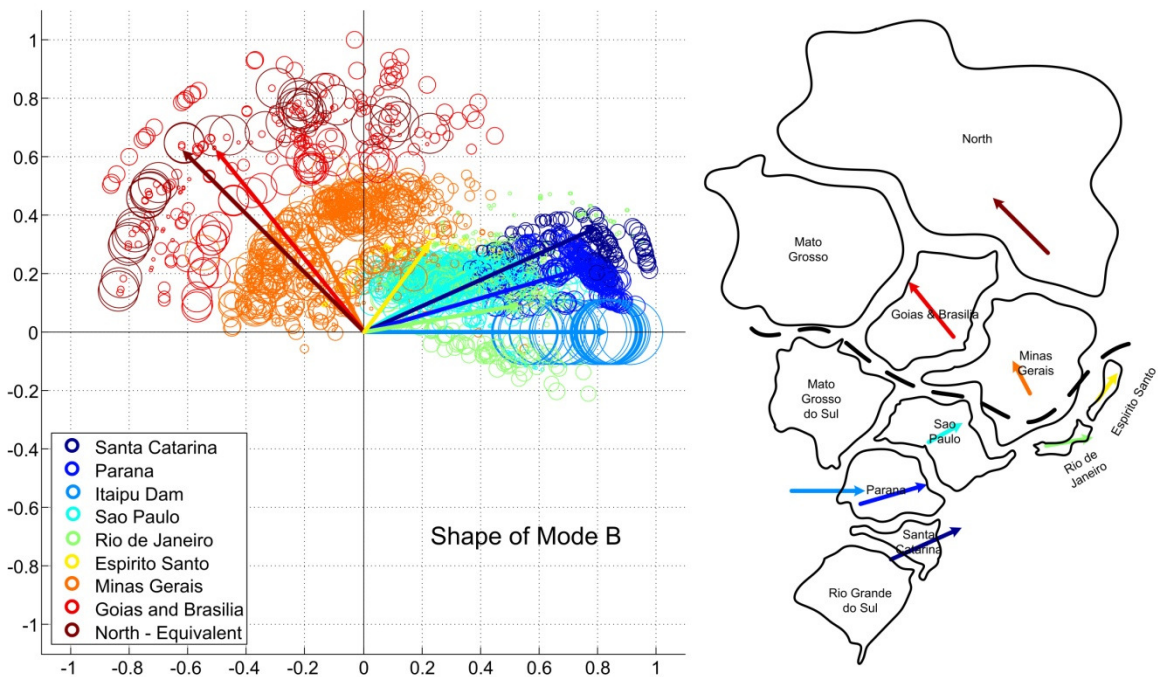 1
0.8
0.6
0.4
0.2
0
-0.2
-0.4
-0.6
-0.8
-1
-1
-0.8
-0.6
-0.4
-0.2
0
0.2
0.4
0.6
0.8
1
Santa Catarina
Parana
Itaipu Dam
Sao Paulo
Rio de Janeiro
Espirito Santo
Minas Gerais
Goias and Brasilia
North - Equivalent
Shape of Mode B
North
Mato
Grosso
Goias & Brasilia
Minas
Gerais
Mato
Grosso
do Sul
Sao
Paulo
Espirito Santo
Rio de
Janeiro
Parana
Santa
Catarina
Rio Grande
do Sul